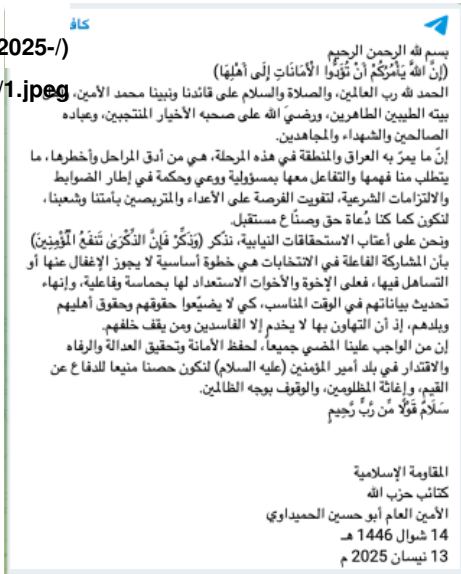 كاف
2025-/)
/1.jpeg
بسم لله الرحمن الرحيم
(إِنَّ اللَّهَ يَأْمُرُكُمْ أَنْ تُؤَدُّوا الْأَمَانَاتِ إِلَى أَهْلِهَا)
الحمد لله رب العالمين، والصلاة والسلام على قائدنا ونبينا محمد الأمين،
بيته الطيبين الطاهرين، ورضيَ الله على صحبه الأخيار المنتجبين، وعباده
الصالحين والشهداء والمجاهدين.
إنّ ما يمرّ به العراق والمنطقة في هذه المرحلة، هي من أدق المراحل وأخطرها، ما
يتطلب منا فهمها والتفاعل معها بمسؤولية ووعي وحكمة في إطار الضوابط
والالتزامات الشرعية، لتفويت الفرصة على الأعداء والمتربصين بأمتنا وشعبنا،
لنكون كما كنا دُعاة حق وصنّاع مستقبل.
ونحن على أعتاب الاستحقاقات النيابية، نذكر (وَذَكِّرْ فَإِنَّ الذِّكْرَىٰ تَنفَعُ الْمُؤْمِنِينَ)
بأن المشاركة الفاعلة في الانتخابات هي خطوة أساسية لا يجوز الإغفال عنها أو
التساهل فيها، فعلى الإخوة والأخوات الاستعداد لها بحماسة وفاعلية، وإنهاء
تحديث بياناتهم في الوقت المناسب، كي لا يضيّعوا حقوقهم وحقوق أهليهم
وبلدهم، إذ أن التهاون بها لا يخدم إلا الفاسدين ومن يقف خلفهم.
إن من الواجب علينا المضي جميعاً، لحفظ الأمانة وتحقيق العدالة والرفاه
والاقتدار في بلد أمير المؤمنين (عليه السلام) لنكون حصنا منيعا للدفاع عن
القيم، وإغاثة المظلومين، والوقوف بوجه الظالمين.
سَلَامٌ قَوْلًا مِّن رَّبٍّ رَّحِيمٍ
المقاومة الإسلامية
كتائب حزب الله
الأمين العام أبو حسين الحميداوي
14 شوال 1446 هـ
13 نيسان 2025 م